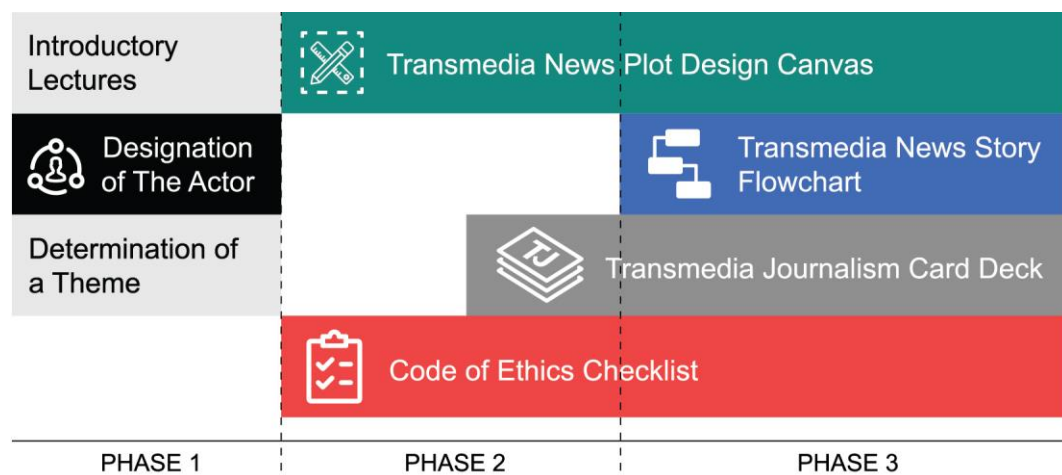 Introductory
Lectures
Transmedia News Plot Design Canvas
Designation
of The Actor
Transmedia News Story
Flowchart
Determination of
a Theme
TJ
Transmedia Journalism Card Deck
Code of Ethics Checklist
PHASE 1
PHASE 2
PHASE 3